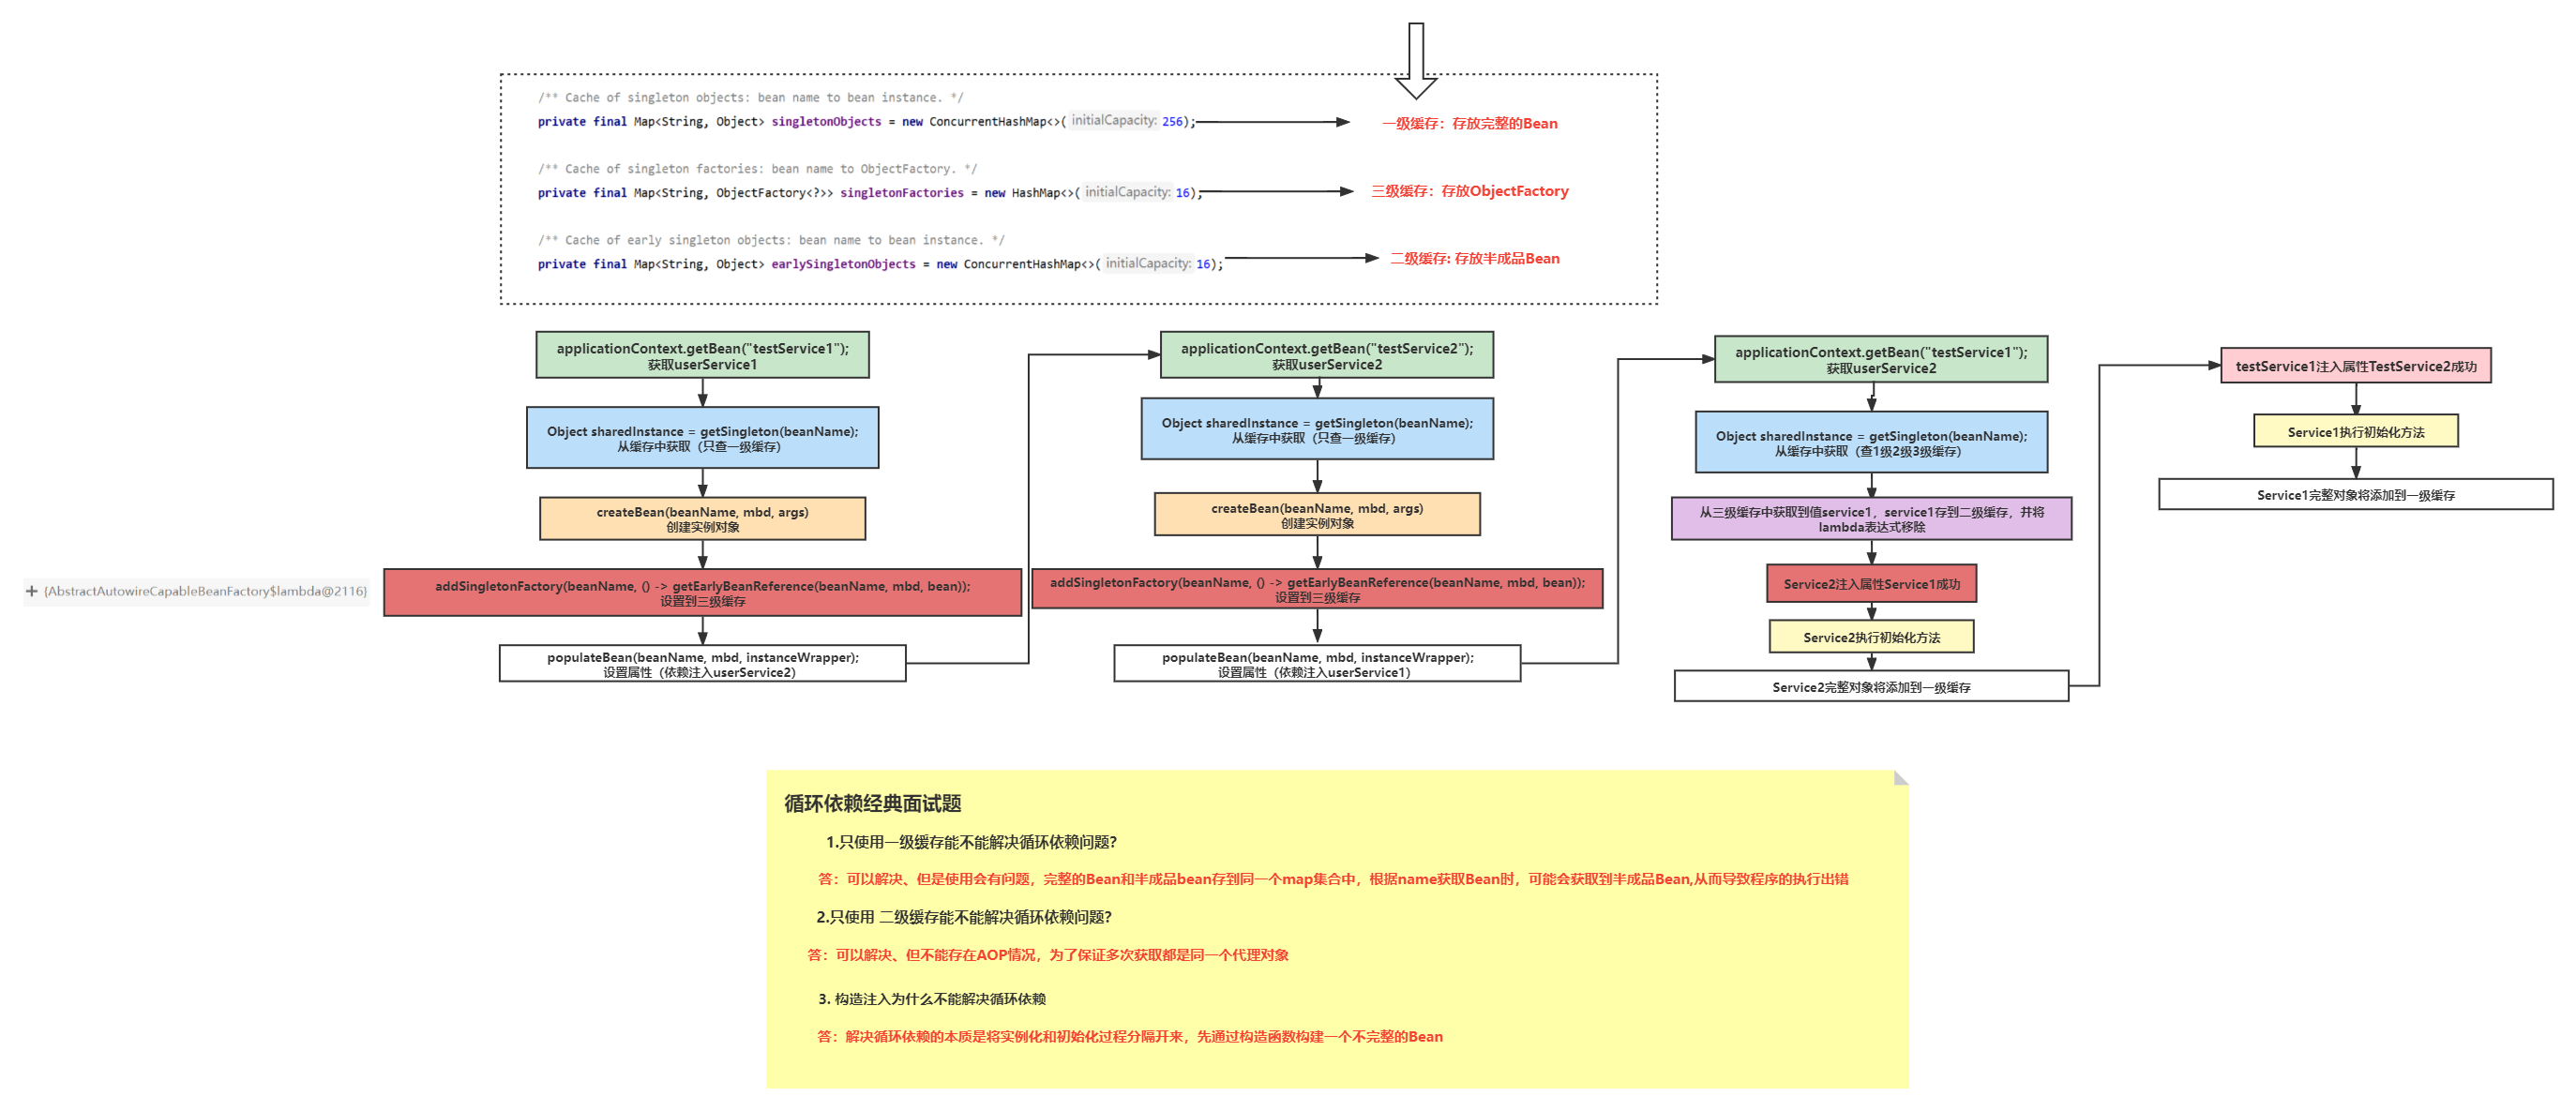 /** Cache of singleton objects: bean name to bean instance. */
private final Map<String, Object> singletonObjects = new ConcurrentHashMap<>( initialCapacity: 256);
一级缓存：存放完整的Bean
/** Cache of singleton factories: bean name to ObjectFactory. */
private final Map<String, ObjectFactory<?>> singletonFactories = new HashMap<>( initialCapacity: 16);
三级缓存：存放ObjectFactory
/** Cache of early singleton objects: bean name to bean instance. */
private final Map<String, Object> earlySingletonObjects = new ConcurrentHashMap<>( initialCapacity: 16);
二级缓存: 存放半成品Bean
applicationContext.getBean("testService1");
获取userService1
Object sharedInstance = getSingleton(beanName);
从缓存中获取（只查一级缓存）
createBean(beanName, mbd, args)
创建实例对象
{AbstractAutowireCapableBeanFactory$lambda@2116}
addSingletonFactory(beanName, () -> getEarlyBeanReference(beanName, mbd, bean));
设置到三级缓存
populateBean(beanName, mbd, instanceWrapper);
设置属性（依赖注入userService2）
applicationContext.getBean("testService2");
获取userService2
Object sharedInstance = getSingleton(beanName);
从缓存中获取（只查一级缓存）
createBean(beanName, mbd, args)
创建实例对象
addSingletonFactory(beanName, () -> getEarlyBeanReference(beanName, mbd, bean));
设置到三级缓存
populateBean(beanName, mbd, instanceWrapper);
设置属性（依赖注入userService1）
applicationContext.getBean("testService1");
获取userService2
Object sharedInstance = getSingleton(beanName);
从缓存中获取（查1级2级3级缓存）
从三级缓存中获取到值service1，service1存到二级缓存，并将
lambda表达式移除
Service2注入属性Service1成功
Service2执行初始化方法
Service2完整对象将添加到一级缓存
testService1注入属性TestService2成功
Service1执行初始化方法
Service1完整对象将添加到一级缓存
循环依赖经典面试题
1.只使用一级缓存能不能解决循环依赖问题?
答：可以解决、但是使用会有问题，完整的Bean和半成品bean存到同一个map集合中，根据name获取Bean时，可能会获取到半成品Bean,从而导致程序的执行出错
2.只使用 二级缓存能不能解决循环依赖问题?
答：可以解决、但不能存在AOP情况，为了保证多次获取都是同一个代理对象
3. 构造注入为什么不能解决循环依赖
答：解决循环依赖的本质是将实例化和初始化过程分隔开来，先通过构造函数构建一个不完整的Bean